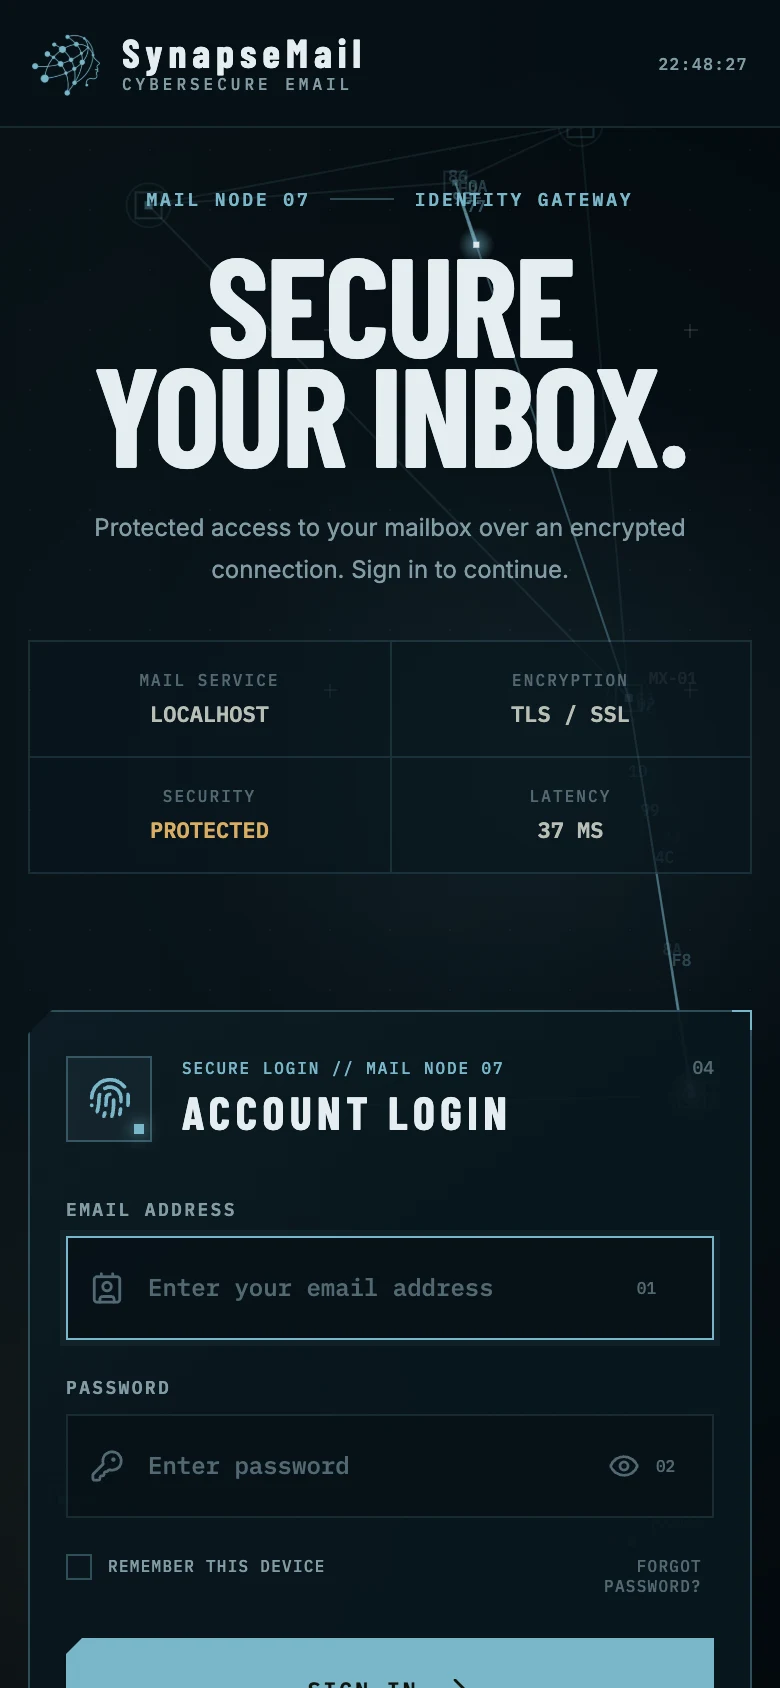 SynapseMail
CYBERSECURE EMAIL
22:48:27
MAIL NODE 07
IDENTITY GATEWAY
SECURE
YOUR INBOX.
Protected access to your mailbox over an encrypted
connection. Sign in to continue.
MAIL SERVICE
LOCALHOST
ENCRYPTION
TLS / SSL
MX-01
SECURITY
PROTECTED
LATENCY
37 MS
99
4C
F8
SECURE LOGIN // MAIL NODE 07
04
ACCOUNT LOGIN
EMAIL ADDRESS
Enter your email address
01
PASSWORD
Enter password
02
REMEMBER THIS DEVICE
FORGOT
PASSWORD?
SIGN IN